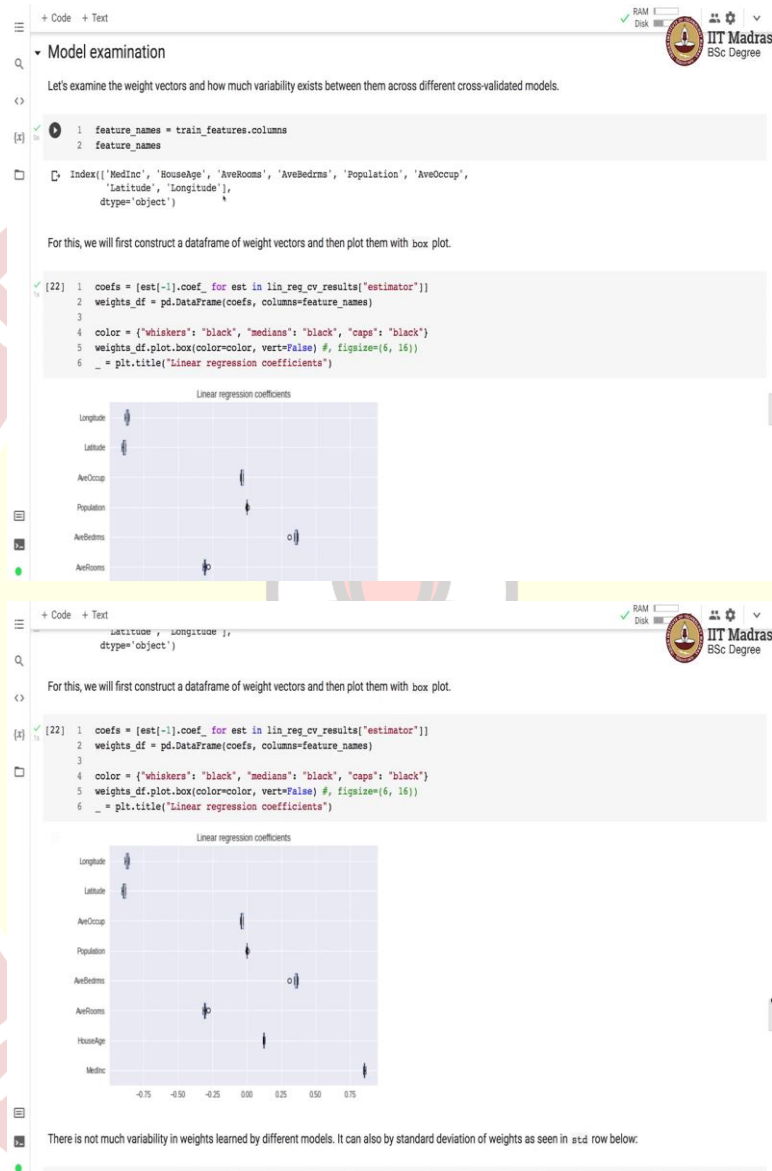 + Code + Text
RAM
Disk
IIT Madras
BSc Degree
Model examination
Let's examine the weight vectors and how much variability exists between them across different cross-validated models.
1 feature_names = train_features.columns
2 feature_names
Index(['MedInc', 'HouseAge', 'AveRooms', 'AveBedrms', 'Population', 'AveOccup',
'Latitude', 'Longitude'],
dtype='object')
For this, we will first construct a dataframe of weight vectors and then plot them with box plot.
[22] 1 coefs = [est[-1].coef_ for est in lin_reg_cv_results["estimator"]]
2 weights_df = pd.DataFrame(coefs, columns=feature_names)
3
4 color = {"whiskers": "black", "medians": "black", "caps": "black"}
5 weights_df.plot.box(color=color, vert=False) #, figsize=(6, 16))
6 _ = plt.title("Linear regression coefficients")
Linear regression coefficients
Longitude
Latitude
AveOccup
Population
AveBedrms
AveRooms
+ Code + Text
RAM
Disk
IIT Madras
BSc Degree
'Latitude', 'Longitude'],
dtype='object')
For this, we will first construct a dataframe of weight vectors and then plot them with box plot.
[22] 1 coefs = [est[-1].coef_ for est in lin_reg_cv_results["estimator"]]
2 weights_df = pd.DataFrame(coefs, columns=feature_names)
3
4 color = {"whiskers": "black", "medians": "black", "caps": "black"}
5 weights_df.plot.box(color=color, vert=False) #, figsize=(6, 16))
6 _ = plt.title("Linear regression coefficients")
Linear regression coefficients
Longitude
Latitude
AveOccup
Population
AveBedrms
AveRooms
HouseAge
MedInc
-0.75 -0.50 -0.25 0.00 0.25 0.50 0.75
There is not much variability in weights learned by different models. It can also by standard deviation of weights as seen in std row below: